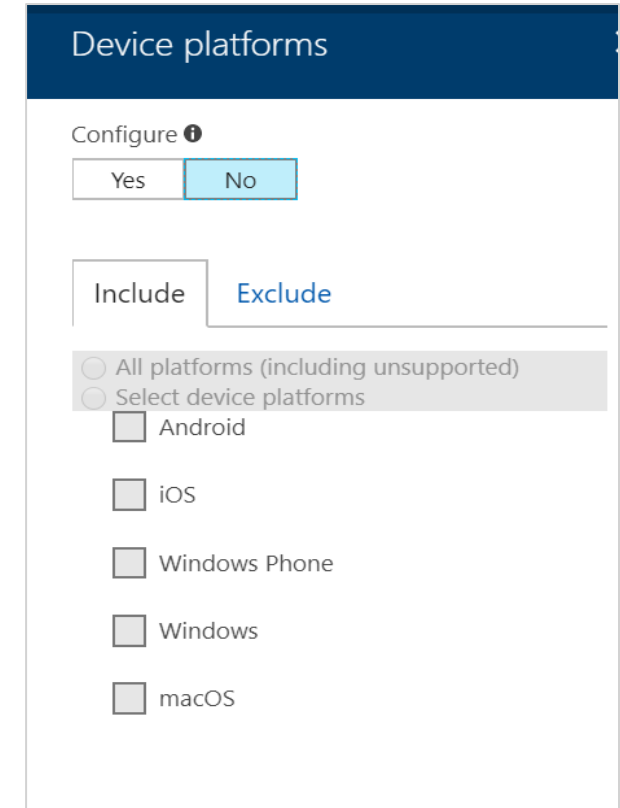 Device platforms
Configure
Yes No
Include Exclude
All platforms (including unsupported)
Select device platforms
Android
iOS
Windows Phone
Windows
macOS